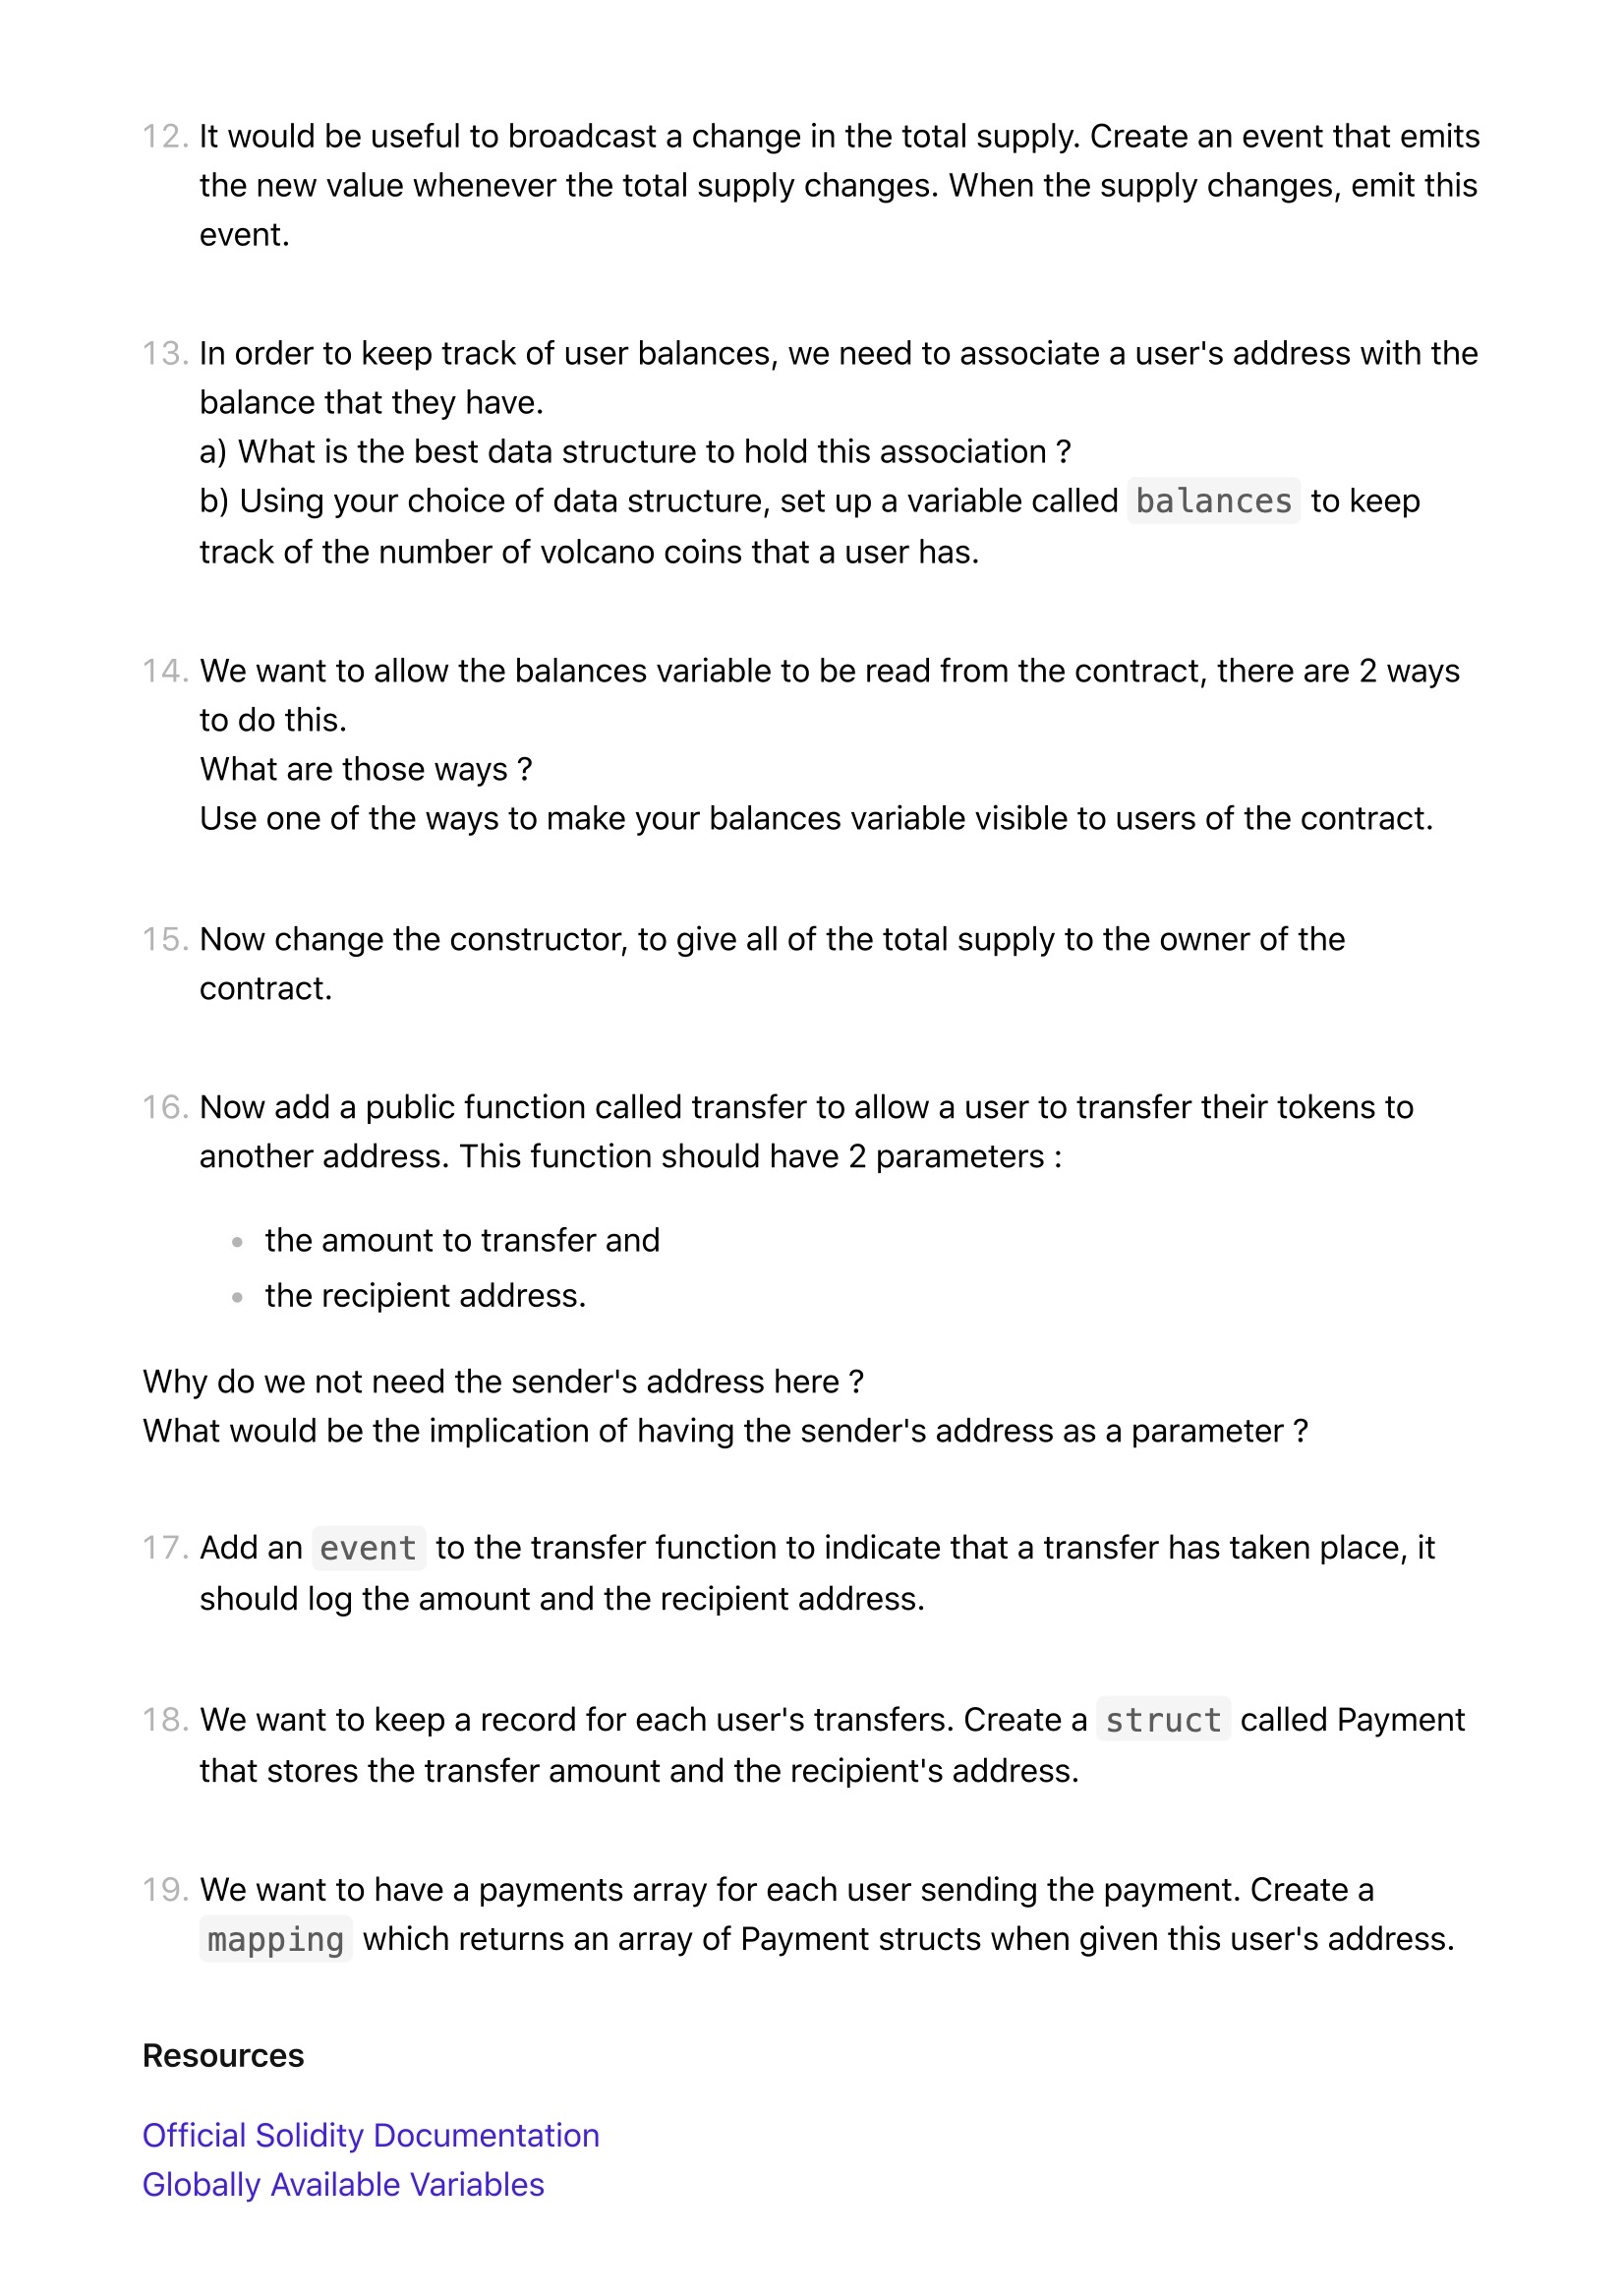 12. It would be useful to broadcast a change in the total supply. Create an event that emits
the new value whenever the total supply changes. When the supply changes, emit this
event.
13. In order to keep track of user balances, we need to associate a user's address with the
balance that they have.
a) What is the best data structure to hold this association ?
b) Using your choice of data structure, set up a variable called balances to keep
track of the number of volcano coins that a user has.
14. We want to allow the balances variable to be read from the contract, there are 2 ways
to do this.
What are those ways ?
Use one of the ways to make your balances variable visible to users of the contract.
15. Now change the constructor, to give all of the total supply to the owner of the
contract.
16. Now add a public function called transfer to allow a user to transfer their tokens to
another address. This function should have 2 parameters :
• the amount to transfer and
• the recipient address.
Why do we not need the sender's address here ?
What would be the implication of having the sender's address as a parameter ?
17. Add an event to the transfer function to indicate that a transfer has taken place, it
should log the amount and the recipient address.
18. We want to keep a record for each user's transfers. Create a struct called Payment
that stores the transfer amount and the recipient's address.
19. We want to have a payments array for each user sending the payment. Create a
mapping which returns an array of Payment structs when given this user's address.
Resources
Official Solidity Documentation
Globally Available Variables